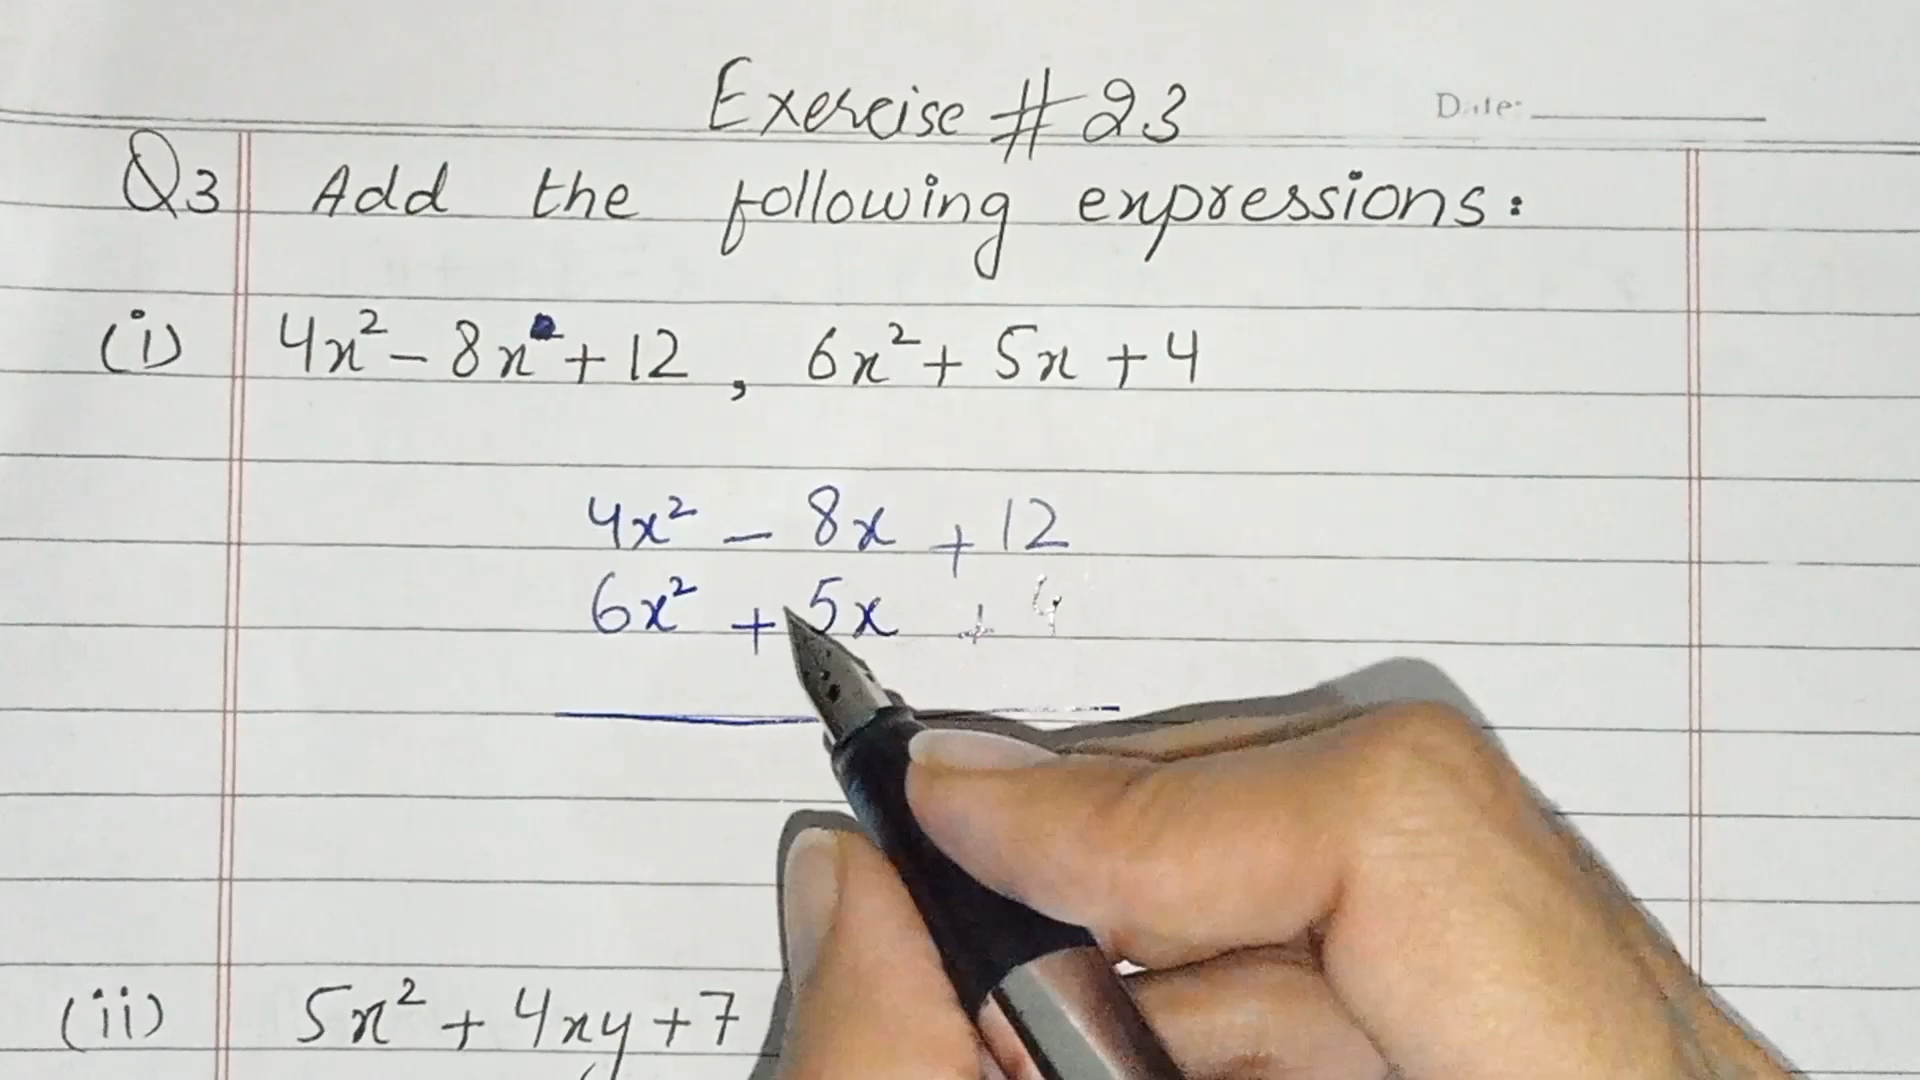 Exercise # 23
Date:
Q3 Add the following expressions:
(i) 4x² - 8x + 12 , 6x² + 5x + 4
4x² - 8x + 12
6x² + 5x + 4
(ii) 5x² + 4xy + 7